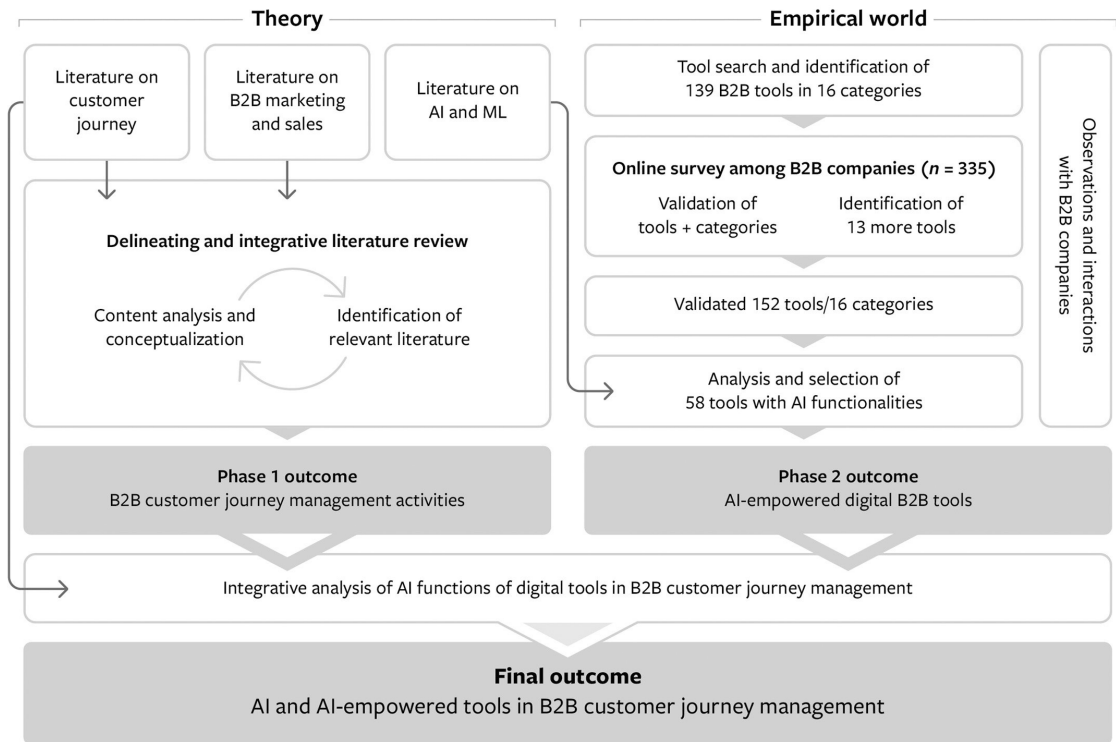 Theory
Literature on
customer
journey
Literature on
B2B marketing
and sales
Literature on
AI and ML
Delineating and integrative literature review
Content analysis and
conceptualization
Identification of
relevant literature
Phase 1 outcome
B2B customer journey management activities
Empirical world
Tool search and identification of
139 B2B tools in 16 categories
Online survey among B2B companies (n = 335)
Validation of
tools + categories
Identification of
13 more tools
Validated 152 tools/16 categories
Analysis and selection of
58 tools with AI functionalities
Observations and interactions
with B2B companies
Phase 2 outcome
AI-empowered digital B2B tools
Integrative analysis of AI functions of digital tools in B2B customer journey management
Final outcome
AI and AI-empowered tools in B2B customer journey management